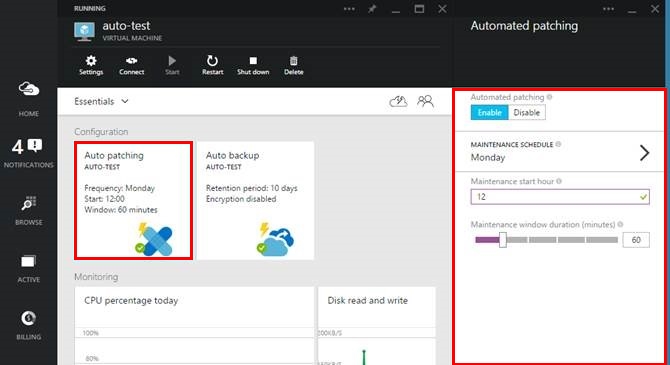 RUNNING
auto-test
VIRTUAL MACHINE
Settings
Connect
Start
Restart
Shut down
Delete
HOME
4
NOTIFICATIONS
BROWSE
ACTIVE
BILLING
Essentials
Configuration
Auto patching
AUTO-TEST
Frequency: Monday
Start: 12:00
Window: 60 minutes
Auto backup
AUTO-TEST
Retention period: 10 days
Encryption disabled
Monitoring
CPU percentage today
100%
80%
Disk read and write
200KB/S
150KB/S
Automated patching
Automated patching
Enable
Disable
MAINTENANCE SCHEDULE
Monday
Maintenance start hour
12
Maintenance window duration (minutes)
60